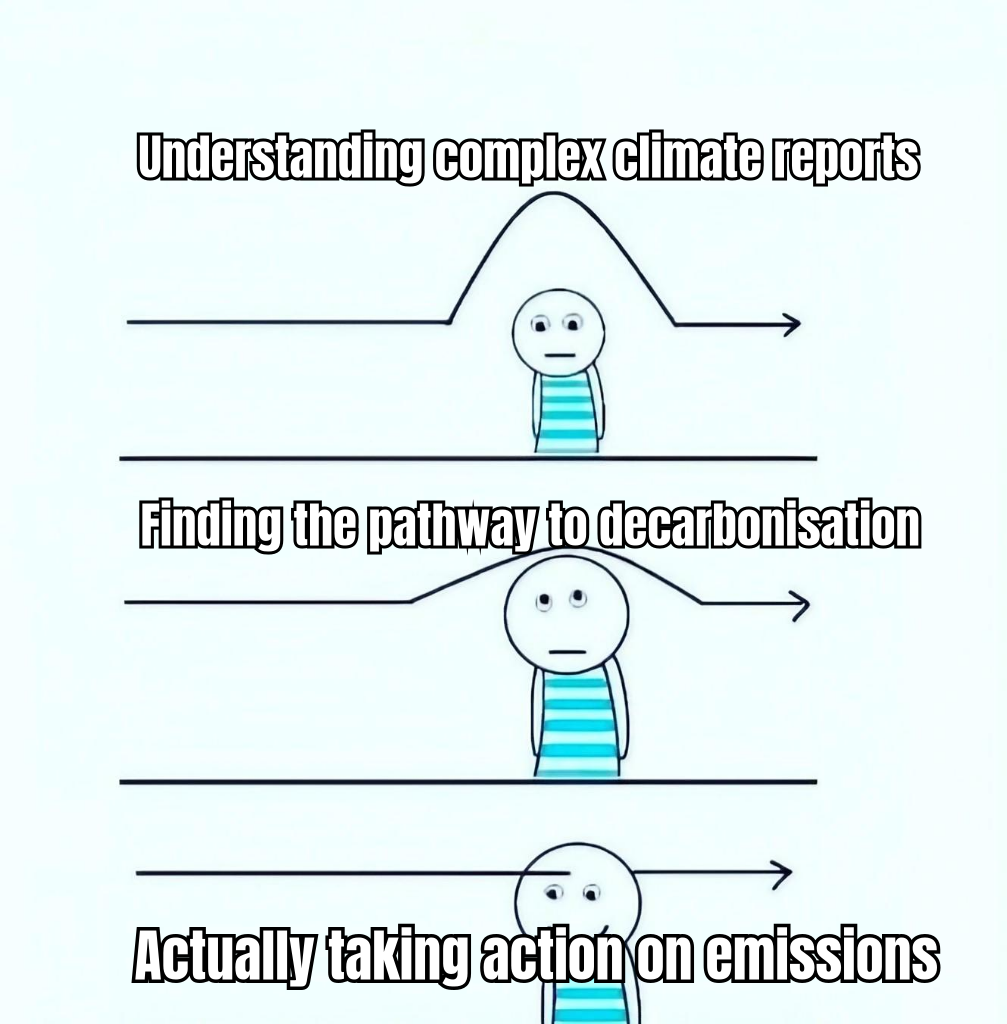 Understanding complex climate reports
Finding the pathway to decarbonisation
Actually taking action on emissions